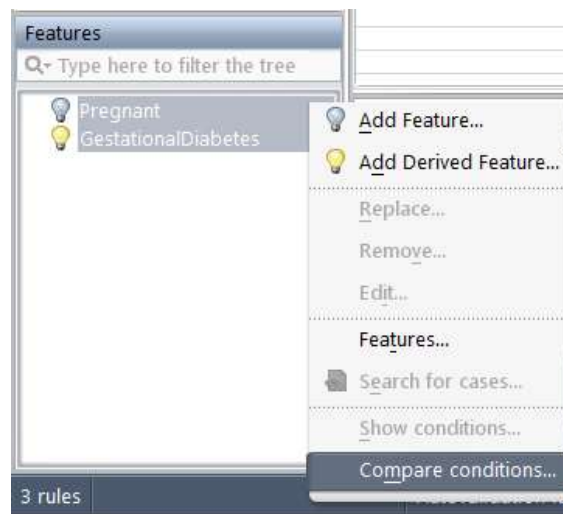 Features
Type here to filter the tree
Pregnant
GestationalDiabetes
Add Feature...
Add Derived Feature...
Replace...
Remove...
Edit...
Features...
Search for cases...
Show conditions...
Compare conditions...
3 rules